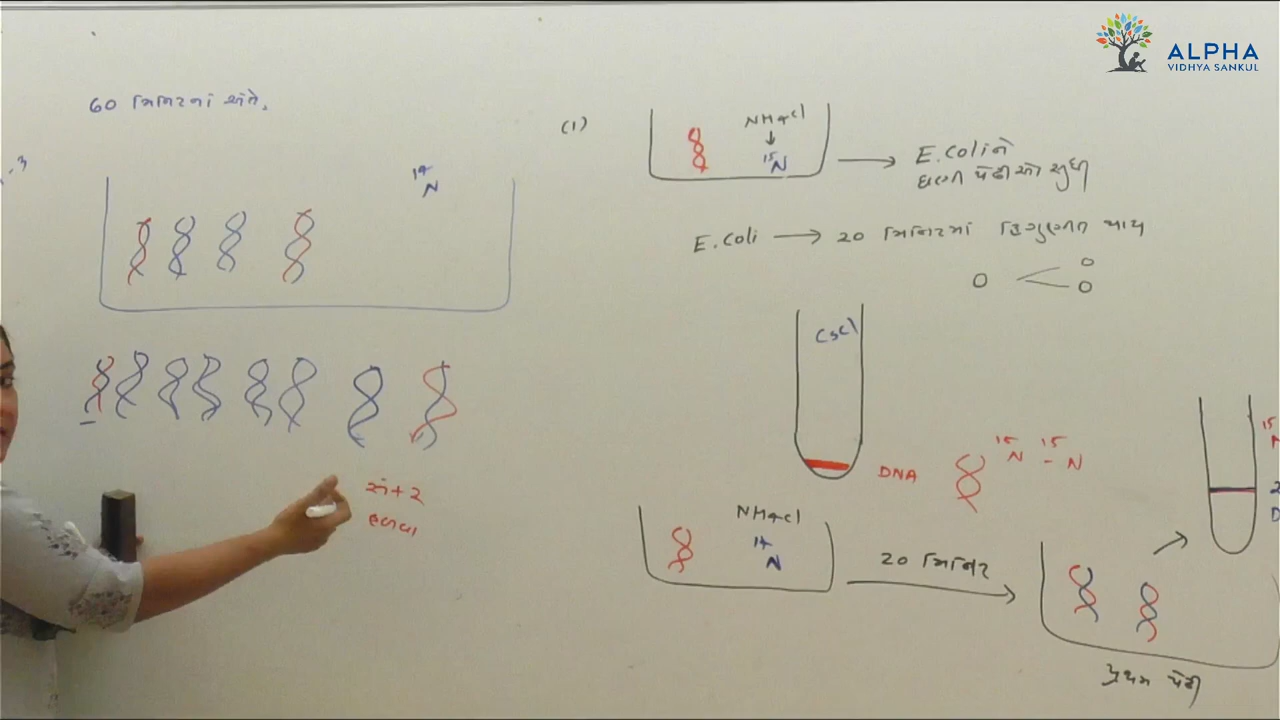 ALPHA
VIDHYA SANKUL
60 મિનિટનાં અંતે,
14
N
(1)
NH4Cl
15
N
E.Coli ને
ઘણી પેઢીઓ સુધી
E.Coli → 20 મિનિટમાં દ્વિગુણન થાય
CsCl
DNA
15 15
N - N
NH4Cl
14
N
20 મિનિટ
15
પ્રથમ પેઢી